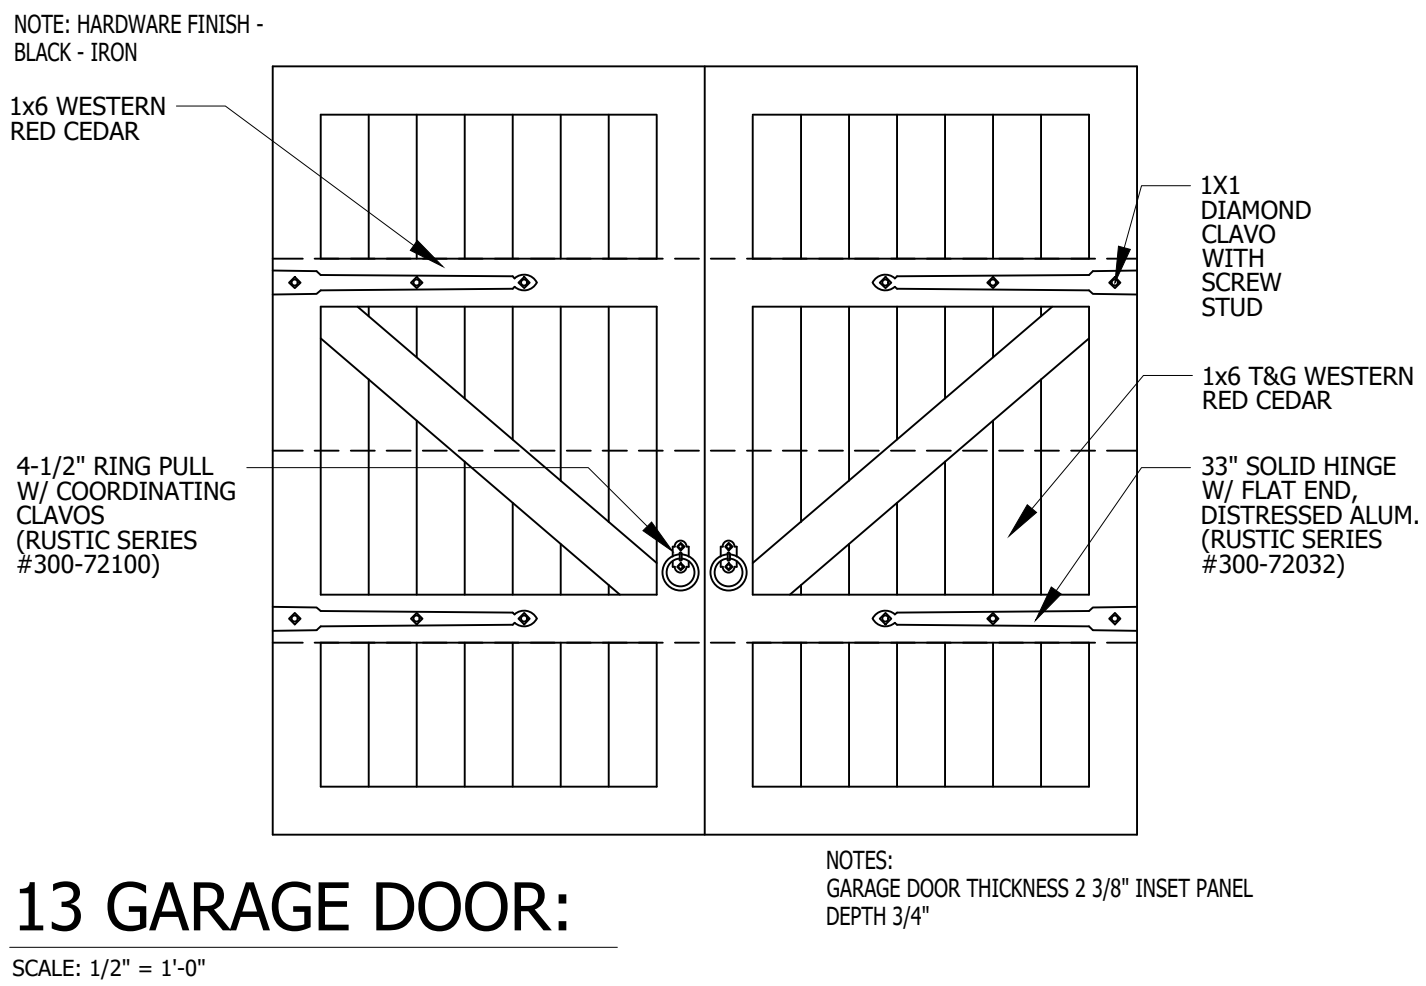 NOTE: HARDWARE FINISH -
BLACK - IRON
1x6 WESTERN
RED CEDAR
1X1
DIAMOND
CLAVO
WITH
SCREW
STUD
1x6 T&G WESTERN
RED CEDAR
4-1/2" RING PULL
W/ COORDINATING
CLAVOS
(RUSTIC SERIES
#300-72100)
33" SOLID HINGE
W/ FLAT END,
DISTRESSED ALUM.
(RUSTIC SERIES
#300-72032)
NOTES:
GARAGE DOOR THICKNESS 2 3/8" INSET PANEL
DEPTH 3/4"
13 GARAGE DOOR:
SCALE: 1/2" = 1'-0"